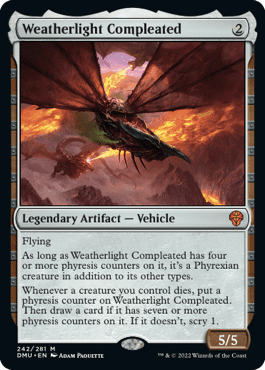 Weatherlight Compleated 2
Legendary Artifact — Vehicle
Flying
As long as Weatherlight Compleated has four
or more phyresis counters on it, it's a Phyrexian
creature in addition to its other types.
Whenever a creature you control dies, put a
phyresis counter on Weatherlight Compleated.
Then draw a card if it has seven or more
phyresis counters on it. If it doesn't, scry 1.
5/5
242/281 M
DMU • EN ADAM PAQUETTE ™ & © 2022 Wizards of the Coast